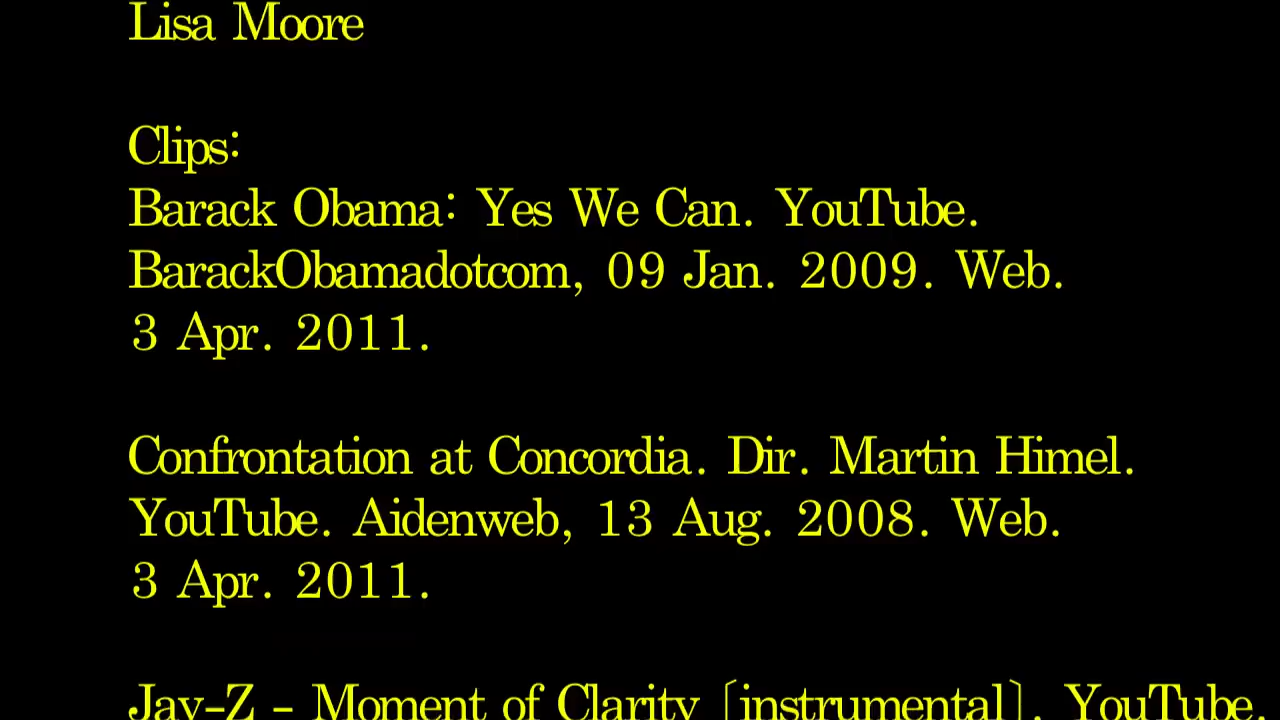 Lisa Moore
Clips:
Barack Obama: Yes We Can. YouTube.
BarackObamadotcom, 09 Jan. 2009. Web.
3 Apr. 2011.
Confrontation at Concordia. Dir. Martin Himel.
YouTube. Aidenweb, 13 Aug. 2008. Web.
3 Apr. 2011.
Jay-Z - Moment of Clarity [instrumental]. YouTube.